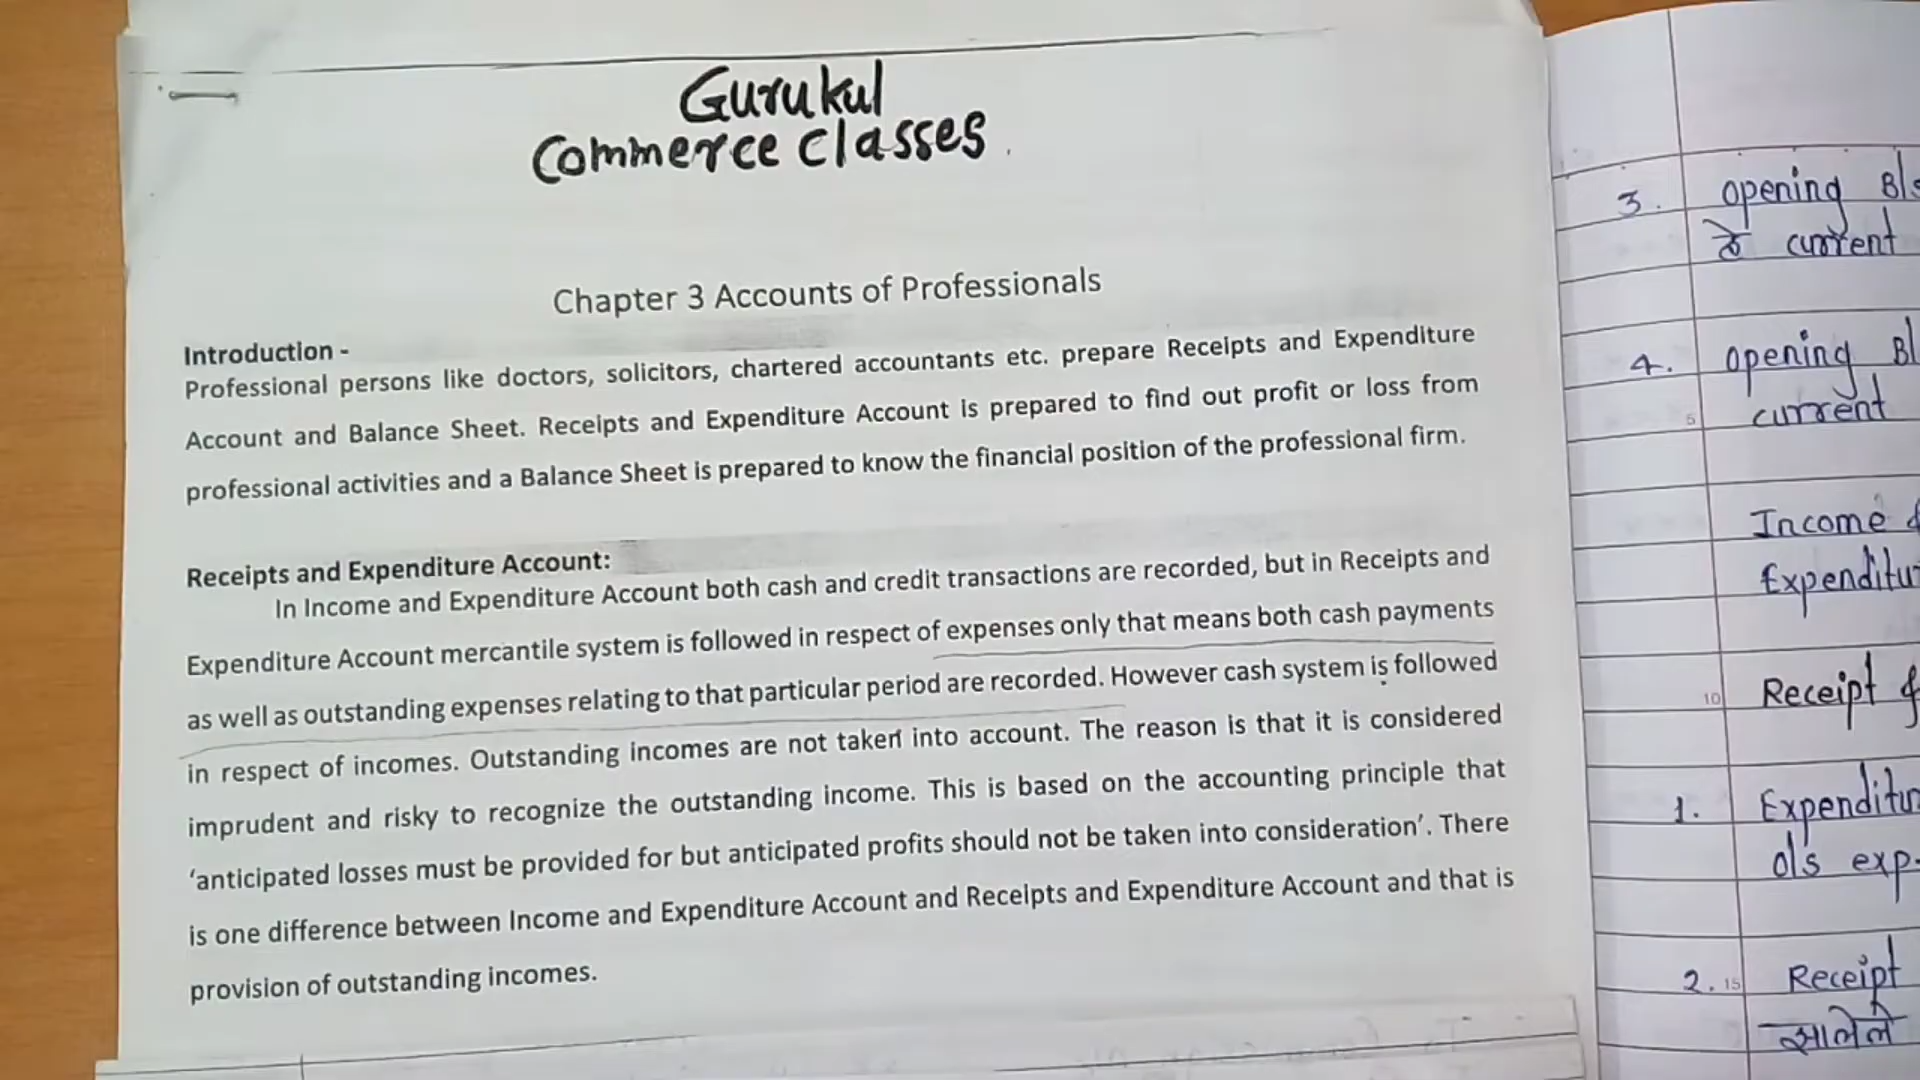 Gurukul
Commerce classes.
Chapter 3 Accounts of Professionals
Introduction -
Professional persons like doctors, solicitors, chartered accountants etc. prepare Receipts and Expenditure
Account and Balance Sheet. Receipts and Expenditure Account is prepared to find out profit or loss from
professional activities and a Balance Sheet is prepared to know the financial position of the professional firm.
Receipts and Expenditure Account:
In Income and Expenditure Account both cash and credit transactions are recorded, but in Receipts and
Expenditure Account mercantile system is followed in respect of expenses only that means both cash payments
as well as outstanding expenses relating to that particular period are recorded. However cash system is followed
in respect of incomes. Outstanding incomes are not taken into account. The reason is that it is considered
imprudent and risky to recognize the outstanding income. This is based on the accounting principle that
‘anticipated losses must be provided for but anticipated profits should not be taken into consideration’. There
is one difference between Income and Expenditure Account and Receipts and Expenditure Account and that is
provision of outstanding incomes.
3. opening Bls
current
4. opening Bl
5 current
Income &
Expenditu
10 Receipt &
1. Expenditu
o/s exp.
2. 15 Receipt
आलेले